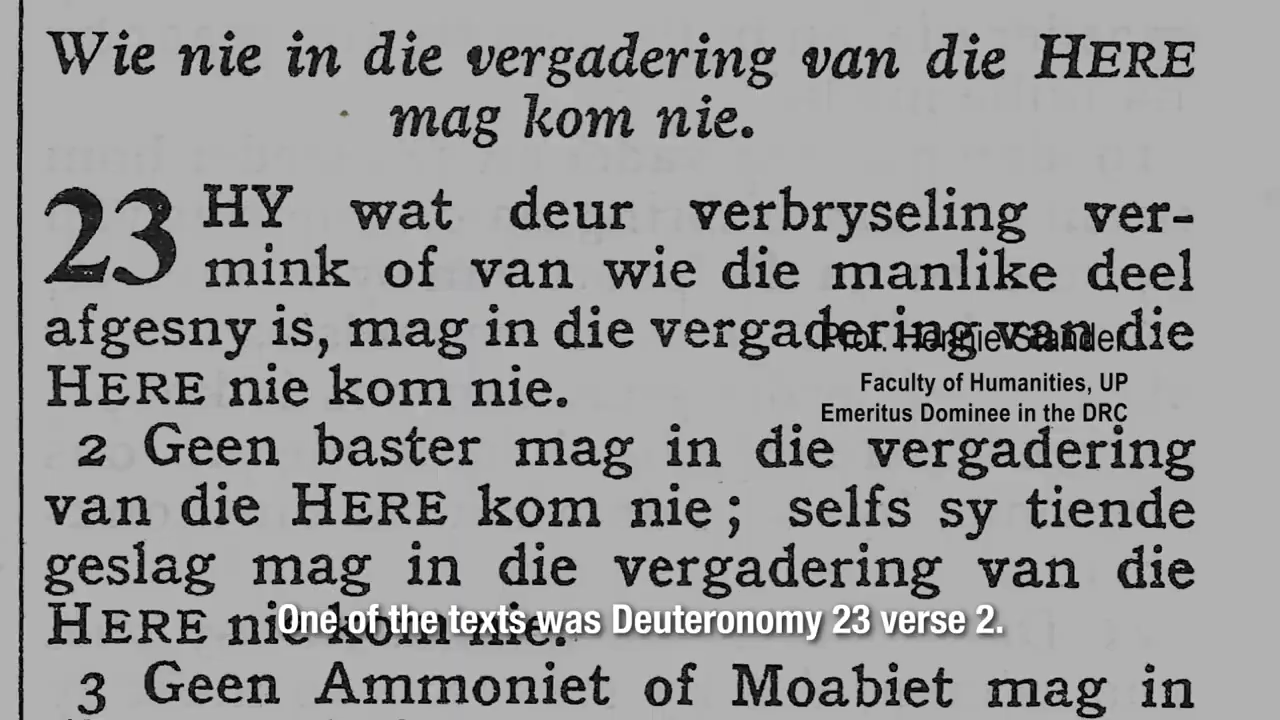 Wie nie in die vergadering van die HERE
mag kom nie.
23 HY wat deur verbryseling ver-
mink of van wie die manlike deel
afgesny is, mag in die vergadering van die
HERE nie kom nie.
2 Geen baster mag in die vergadering
van die HERE kom nie; selfs sy tiende
geslag mag in die vergadering van die
HERE nie kom nie.
3 Geen Ammoniet of Moabiet mag in
Prof. Hennie Stander
Faculty of Humanities, UP
Emeritus Dominee in the DRC
One of the texts was Deuteronomy 23 verse 2.